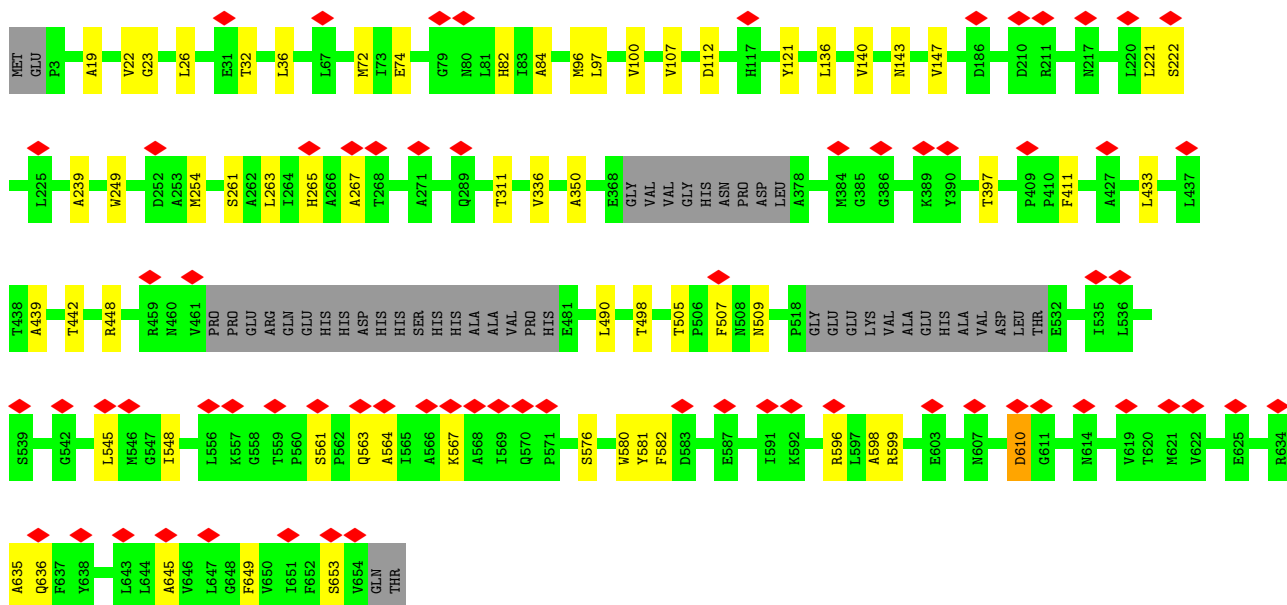 MET GLU P3 A19 V22 G23 L26 E31 T32 L36 L67 M72 I73 E74 G79 N80 L81 H82 I83 A84 M96 L97 V100 V107 D112 H117 Y121 L136 V140 N143 V147 D186 D210 R211 N217 L220 L221 S222
L225 A239 W249 D252 A253 M254 S261 A262 L263 I264 H265 A266 A267 T268 A271 Q289 T311 V336 A350 E368 GLY VAL VAL GLY HIS ASN PRO ASP LEU A378 M384 G385 G386 K389 Y390 T397 P409 P410 F411 A427 L433 L437
T438 A439 T442 R448 R459 N460 V461 PRO PRO GLU ARG GLN GLU HIS HIS ASP HIS HIS SER HIS HIS ALA ALA VAL PRO HIS E481 L490 T498 T505 P506 F507 N508 N509 P518 GLY GLU GLU LYS VAL ALA GLU HIS ALA VAL ASP LEU THR E532 I535 L536
S539 G542 L545 M546 G547 I548 L556 K557 G558 T559 P560 S561 P562 Q563 A564 I565 A566 K567 A568 I569 Q570 P571 S576 W580 Y581 F582 D583 E587 I591 K592 R596 L597 A598 R599 E603 N607 D610 G611 N614 V619 T620 M621 V622 E625 R634
A635 Q636 F637 Y638 L643 L644 A645 V646 L647 G648 F649 V650 I651 F652 S653 V654 GLN THR